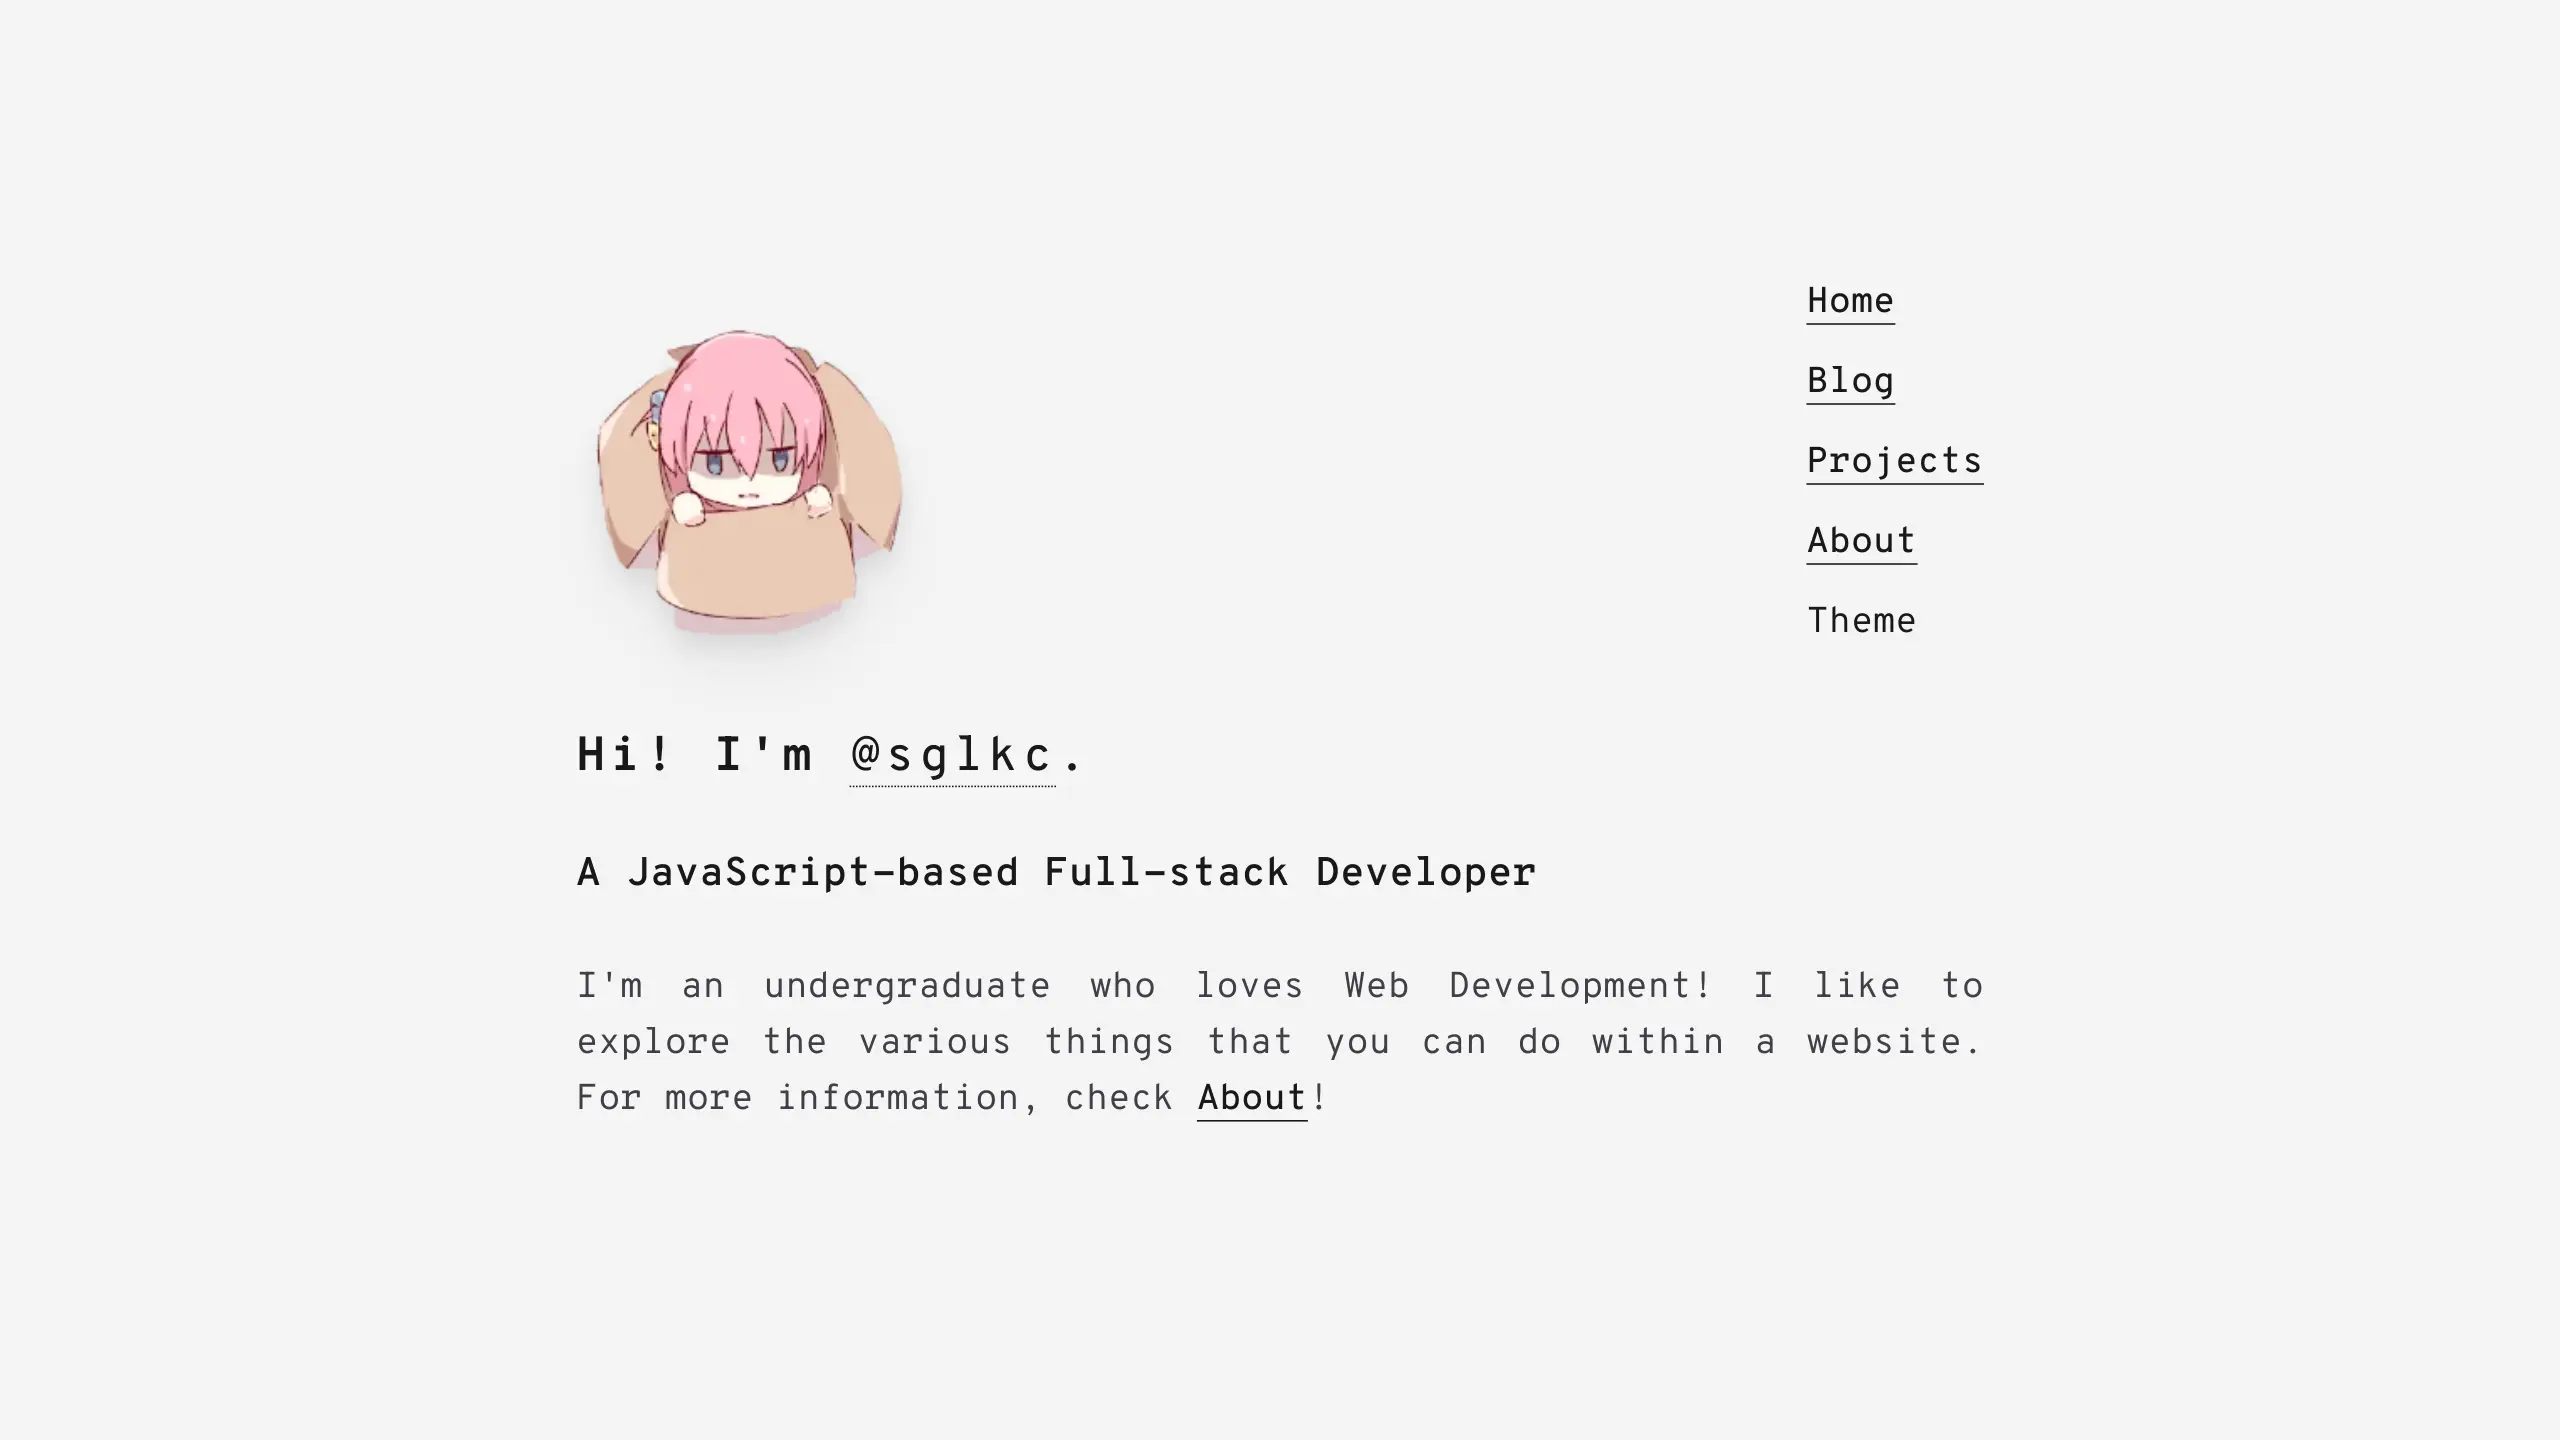 Home
Blog
Projects
About
Theme
Hi! I'm @sglkc.
A JavaScript-based Full-stack Developer
I'm an undergraduate who loves Web Development! I like to
explore the various things that you can do within a website.
For more information, check About!